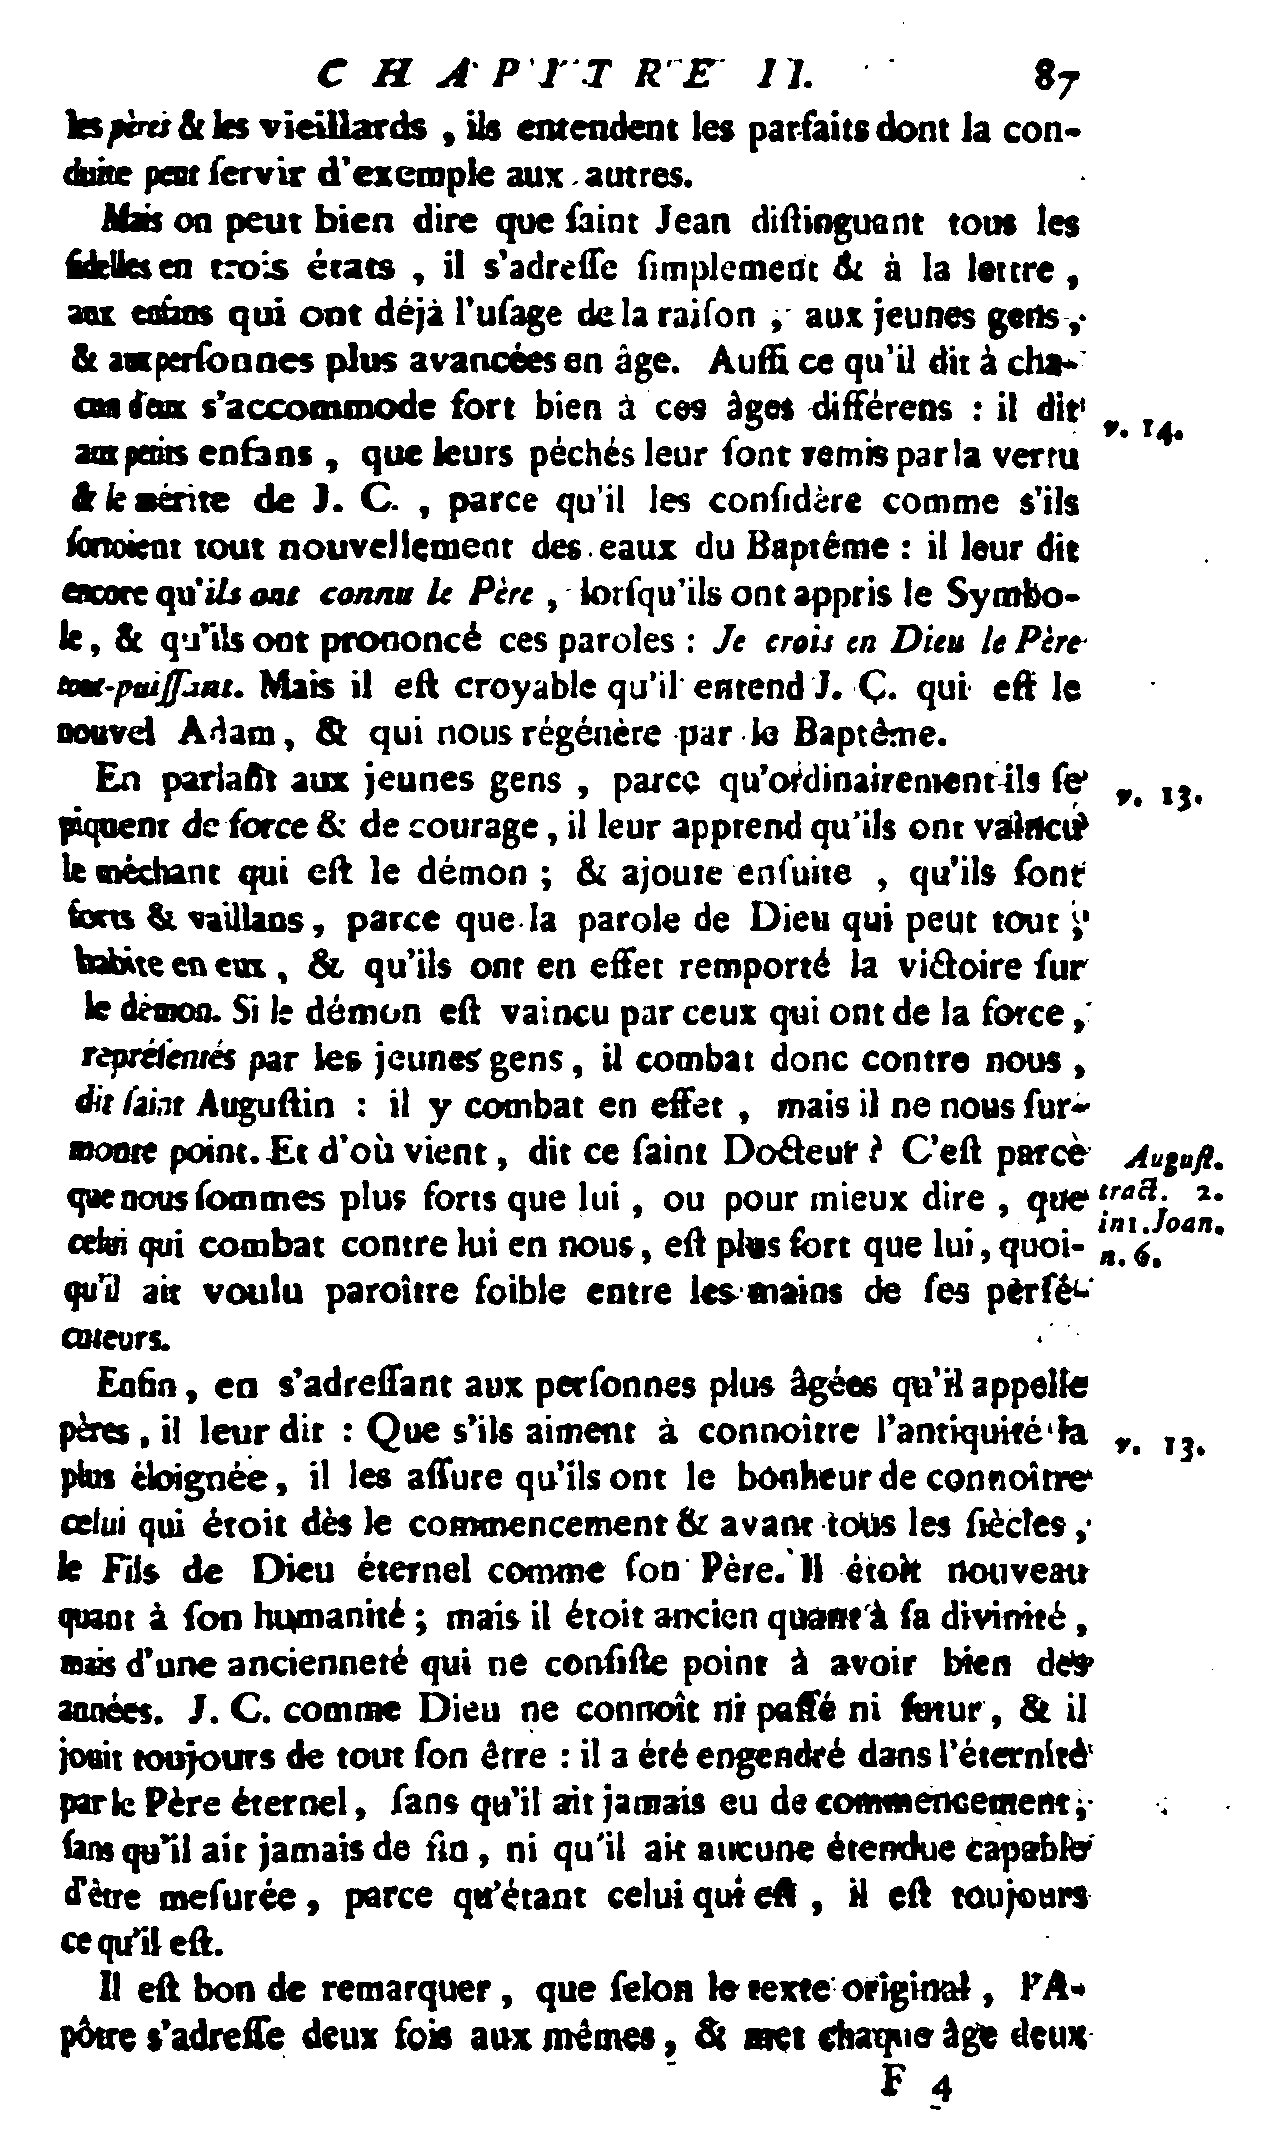 CHAPITRE II. 87
les pères & les vieillards , ils entendent les parfaits dont la con-
duite peut ſervir d'exemple aux autres.
Mais on peut bien dire que ſaint Jean diſtinguant tous les
fidelles en trois états , il s'adreſſe ſimplement & à la lettre ,
aux enfans qui ont déjà l'uſage de la raiſon , aux jeunes gens ,
& aux perſonnes plus avancées en âge. Auſſi ce qu'il dit à cha-
cun d'eux s'accommode fort bien à ces âges différens : il dit
v. 14.
aux petits enfans , que leurs péchés leur ſont remis par la vertu
& le mérite de J. C. , parce qu'il les conſidère comme s'ils
ſortoient tout nouvellement des eaux du Baptême : il leur dit
encore qu'ils ont connu le Père , lorſqu'ils ont appris le Symbo-
le, & qu'ils ont prononcé ces paroles : Je crois en Dieu le Père
tout-puiſſant. Mais il eſt croyable qu'il entend J. C. qui eſt le
nouvel Adam, & qui nous régénère par le Baptême.
En parlant aux jeunes gens , parce qu'ordinairement ils ſe
v. 13.
piquent de force & de courage, il leur apprend qu'ils ont vaincu
le méchant qui eſt le démon ; & ajoute enſuite , qu'ils ſont
forts & vaillans, parce que la parole de Dieu qui peut tout ,
habite en eux, & qu'ils ont en effet remporté la victoire ſur
le démon. Si le démon eſt vaincu par ceux qui ont de la force ,
repréſentés par les jeunes gens, il combat donc contre nous ,
dit ſaint Auguſtin : il y combat en effet , mais il ne nous ſur-
monte point. Et d'où vient, dit ce ſaint Docteur ? C'eſt parce
que nous ſommes plus forts que lui, ou pour mieux dire , que
celui qui combat contre lui en nous, eſt plus fort que lui, quoi-
Auguſt.
tract. 2.
in 1. Joan.
n. 6.
qu'il ait voulu paroître foible entre les mains de ſes perſé-
cuteurs.
Enfin, en s'adreſſant aux perſonnes plus âgées qu'il appelle
pères, il leur dit : Que s'ils aiment à connoître l'antiquité la
v. 13.
plus éloignée, il les aſſure qu'ils ont le bonheur de connoître
celui qui étoit dès le commencement & avant tous les ſiècles ,
le Fils de Dieu éternel comme ſon Père. Il étoit nouveau
quant à ſon humanité ; mais il étoit ancien quant à ſa divinité ,
mais d'une ancienneté qui ne conſiſte point à avoir bien des
années. J. C. comme Dieu ne connoît ni paſſé ni futur, & il
jouit toujours de tout ſon être : il a été engendré dans l'éternité
par le Père éternel, ſans qu'il ait jamais eu de commencement ;
ſans qu'il ait jamais de fin , ni qu'il ait aucune étendue capable
d'être meſurée, parce qu'étant celui qui eſt, il eſt toujours
ce qu'il eſt.
Il eſt bon de remarquer, que ſelon le texte original , l'A-
pôtre s'adreſſe deux fois aux mêmes, & met chaque âge deux
F 4